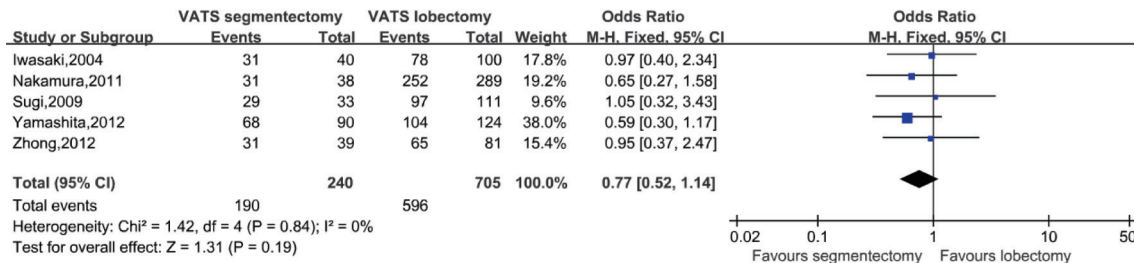 VATS segmentectomy VATS lobectomy Odds Ratio Odds Ratio
Study or Subgroup Events Total Events Total Weight M-H, Fixed, 95% CI M-H, Fixed, 95% CI
Iwasaki,2004 31 40 78 100 17.8% 0.97 [0.40, 2.34]
Nakamura,2011 31 38 252 289 19.2% 0.65 [0.27, 1.58]
Sugi,2009 29 33 97 111 9.6% 1.05 [0.32, 3.43]
Yamashita,2012 68 90 104 124 38.0% 0.59 [0.30, 1.17]
Zhong,2012 31 39 65 81 15.4% 0.95 [0.37, 2.47]
Total (95% CI) 240 705 100.0% 0.77 [0.52, 1.14]
Total events 190 596
Heterogeneity: Chi² = 1.42, df = 4 (P = 0.84); I² = 0%
Test for overall effect: Z = 1.31 (P = 0.19)
0.02 0.1 1 10 50
Favours segmentectomy Favours lobectomy